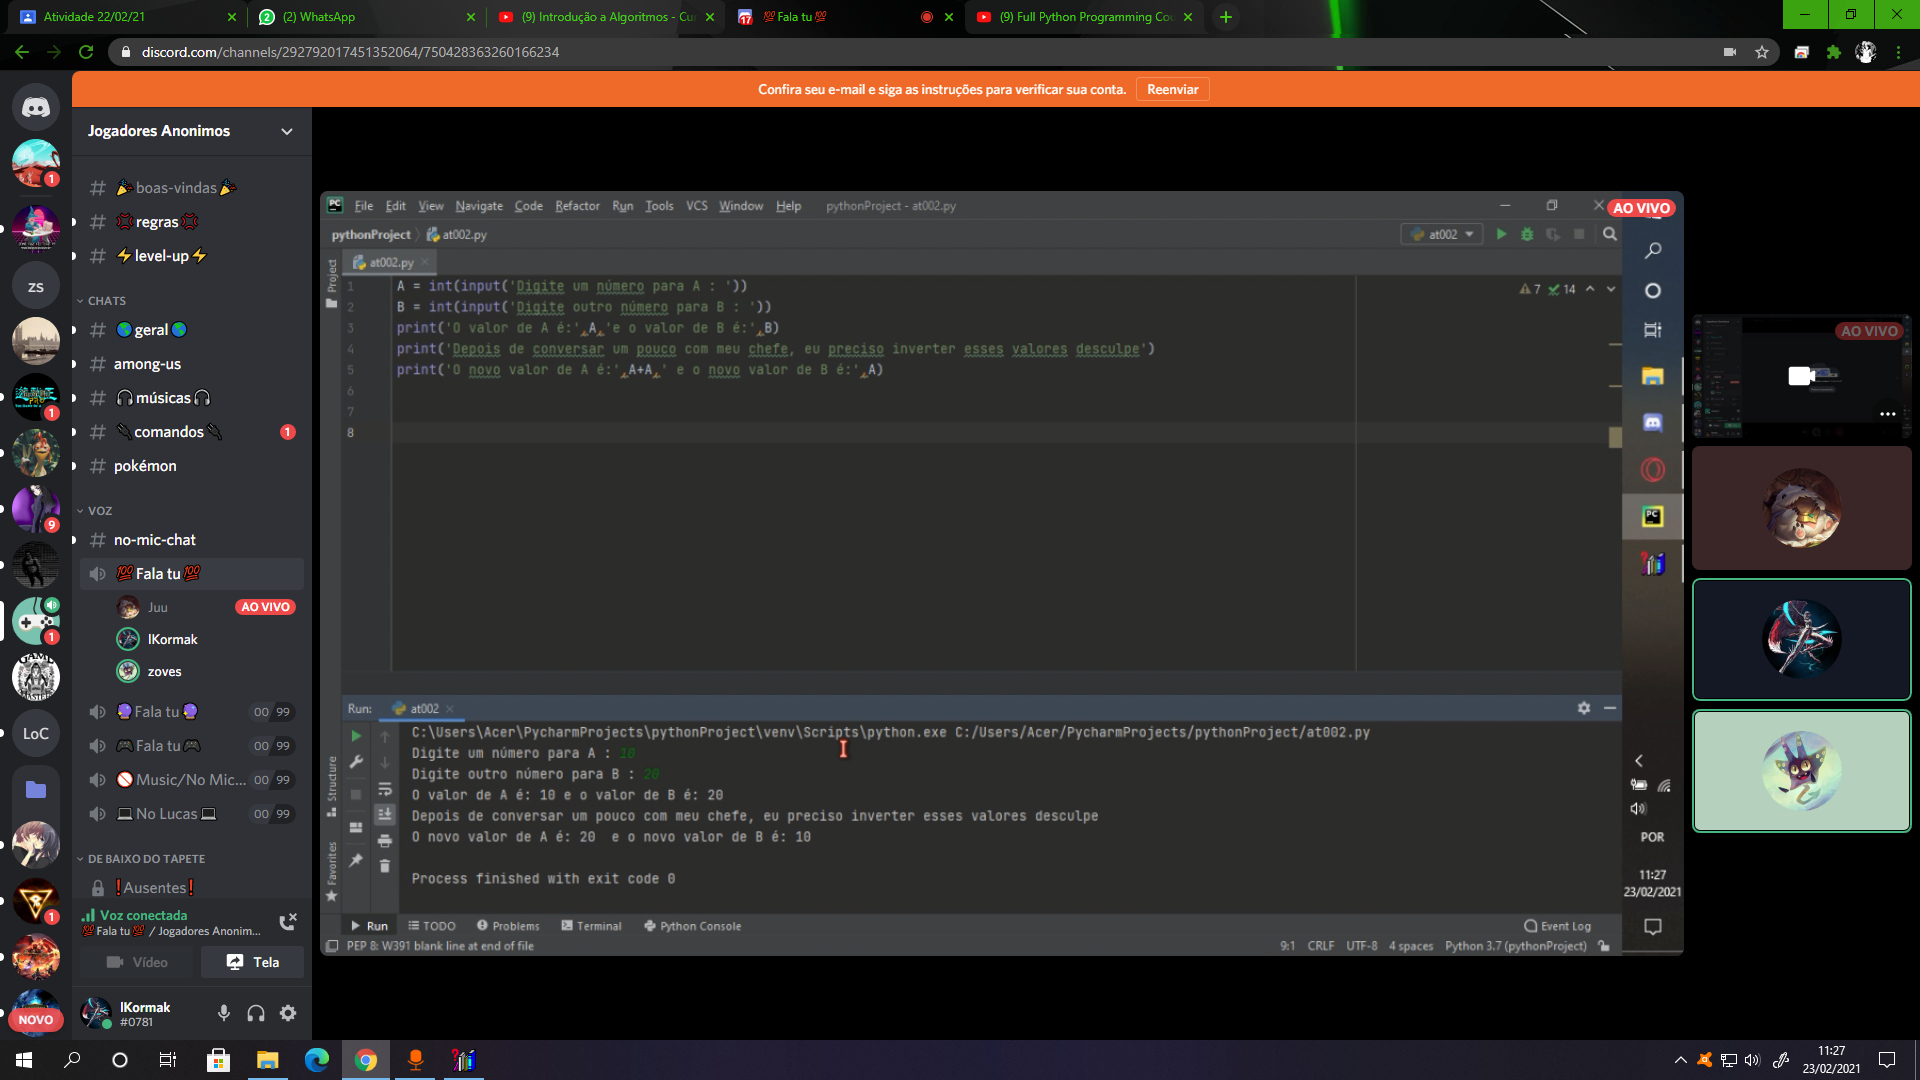 Atividade 22/02/21
(2) WhatsApp
(9) Introdução a Algoritmos - Cur
💯Fala tu💯
(9) Full Python Programming Cou
discord.com/channels/292792017451352064/750428363260166234
Confira seu e-mail e siga as instruções para verificar sua conta.
Reenviar
Jogadores Anonimos
# 🎉boas-vindas🎉
# 💢regras💢
# ⚡level-up⚡
CHATS
# 🌎geral🌎
# among-us
# 🎧músicas🎧
# 🔌comandos🔌
1
# pokémon
VOZ
# no-mic-chat
💯Fala tu💯
Juu
AO VIVO
lKormak
zoves
🔮Fala tu🔮
00 99
🎮Fala tu🎮
00 99
🚫Music/No Mic...
00 99
💻No Lucas💻
00 99
DE BAIXO DO TAPETE
❗Ausentes❗
Voz conectada
💯Fala tu💯 / Jogadores Anonim...
Vídeo
Tela
lKormak
#0781
1
ZS
1
9
1
LoC
1
NOVO
PC
File Edit View Navigate Code Refactor Run Tools VCS Window Help
pythonProject - at002.py
AO VIVO
pythonProject
at002.py
at002
Project
at002.py
7
14
1 A = int(input('Digite um número para A : '))
2 B = int(input('Digite outro número para B : '))
3 print('O valor de A é:',A,'e o valor de B é:',B)
4 print('Depois de conversar um pouco com meu chefe, eu preciso inverter esses valores desculpe')
5 print('O novo valor de A é:',A+A,' e o novo valor de B é:',A)
6
7
8
Run:
at002
C:\Users\Acer\PycharmProjects\pythonProject\venv\Scripts\python.exe C:/Users/Acer/PycharmProjects/pythonProject/at002.py
Digite um número para A : 10
Digite outro número para B : 20
O valor de A é: 10 e o valor de B é: 20
Depois de conversar um pouco com meu chefe, eu preciso inverter esses valores desculpe
O novo valor de A é: 20  e o novo valor de B é: 10
Process finished with exit code 0
Structure
Favorites
Run
TODO
Problems
Terminal
Python Console
Event Log
PEP 8: W391 blank line at end of file
9:1 CRLF UTF-8 4 spaces Python 3.7 (pythonProject)
PC
POR
11:27
23/02/2021
AO VIVO
11:27
23/02/2021